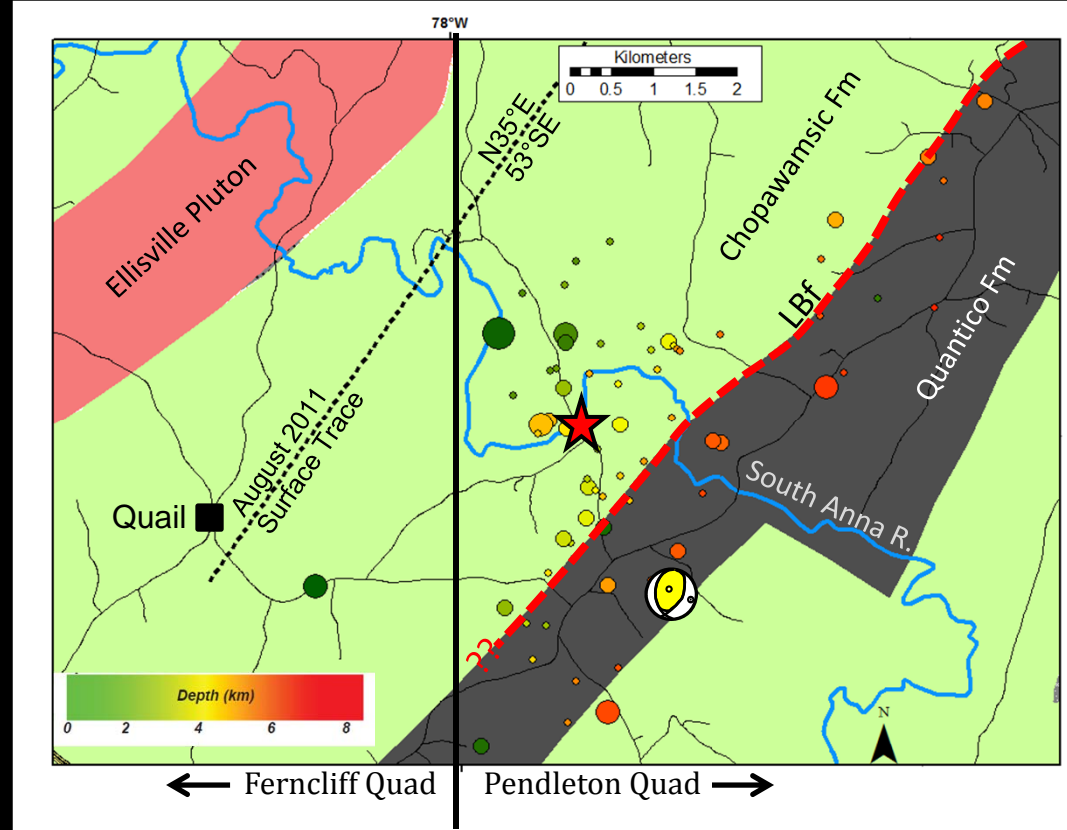 78°W
Kilometers
0 0.5 1 1.5 2
N35°E
53°SE
Chopawamsic Fm
Ellisville Pluton
LBf
Quantico Fm
August 2011
Surface Trace
South Anna R.
Quail
??
Depth (km)
0 2 4 6 8
N
Ferncliff Quad
Pendleton Quad